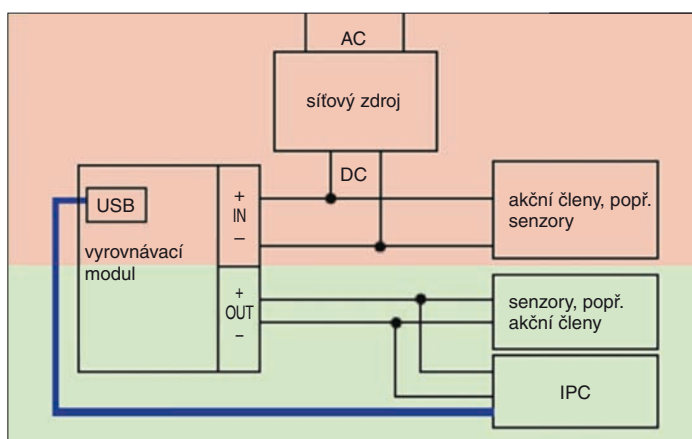 AC
síťový zdroj
DC
USB
+
IN
–
akční členy, popř.
senzory
vyrovnávací
modul
+
OUT
–
senzory, popř.
akční členy
IPC